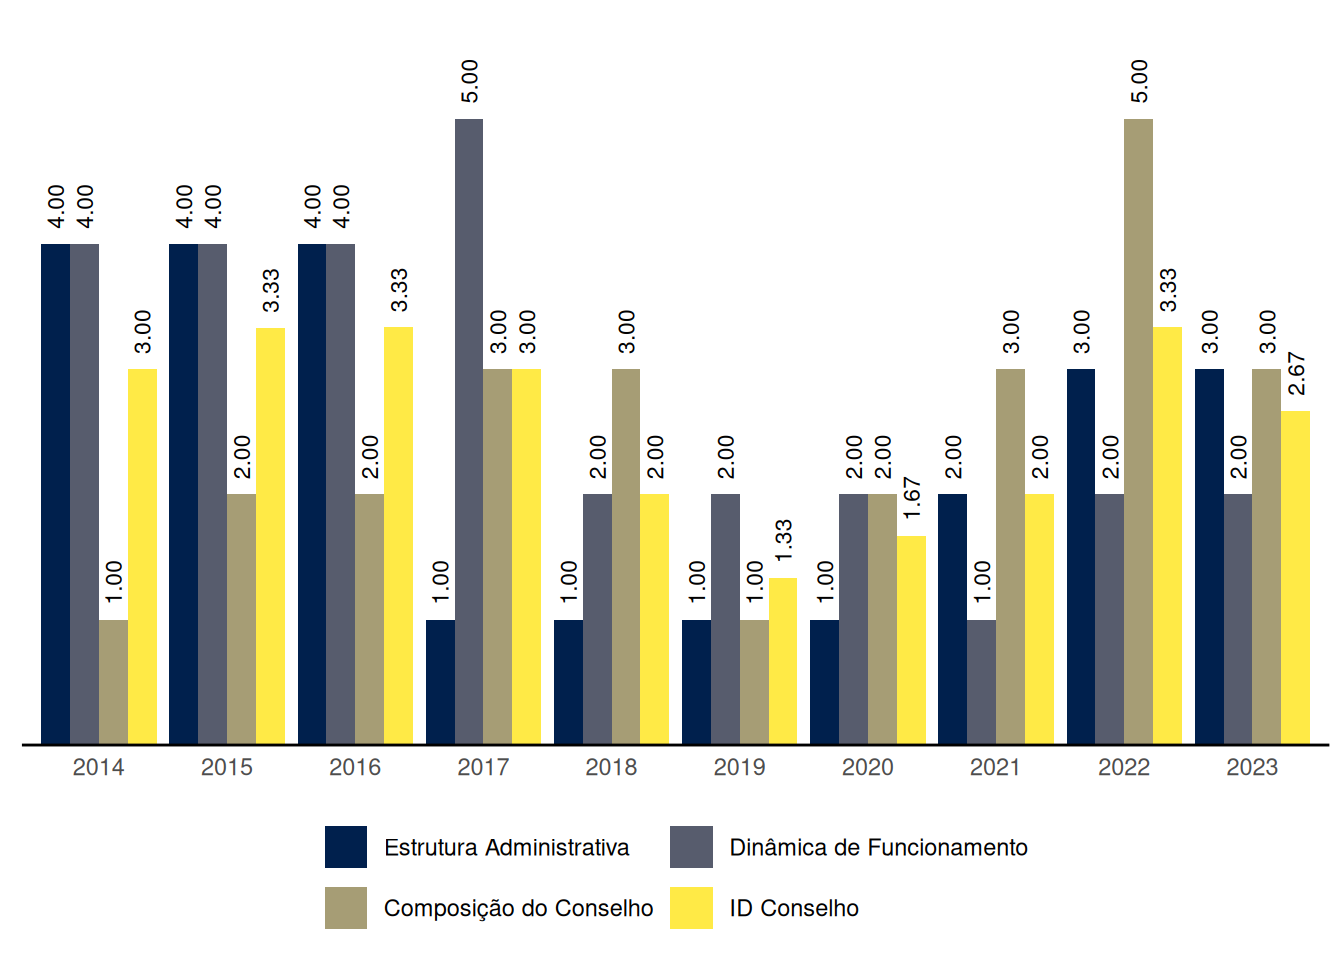 4.00 4.00 1.00 3.00
4.00 4.00 2.00 3.33
4.00 4.00 2.00 3.33
1.00 5.00 3.00 3.00
1.00 2.00 3.00 2.00
1.00 2.00 1.00 1.33
1.00 2.00 2.00 1.67
2.00 1.00 3.00 2.00
3.00 2.00 5.00 3.33
3.00 2.00 3.00 2.67
2014 2015 2016 2017 2018 2019 2020 2021 2022 2023
Estrutura Administrativa Dinâmica de Funcionamento
Composição do Conselho ID Conselho